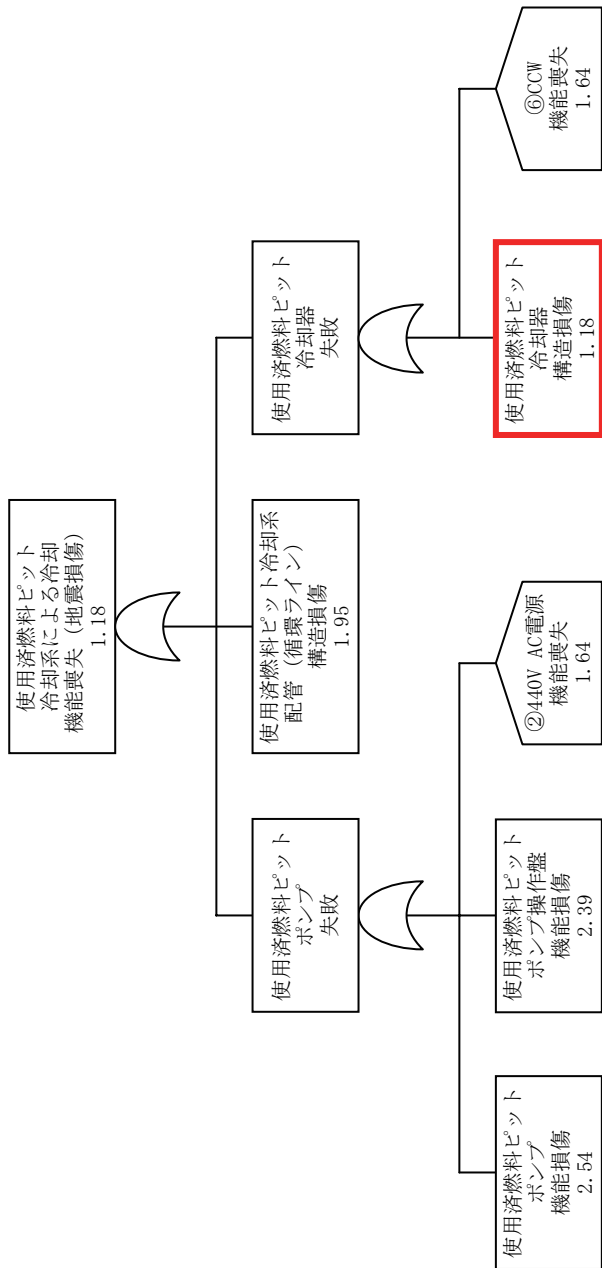 使用済燃料ピット
冷却系による冷却
機能喪失（地震損傷）
1.18
使用済燃料ピット
ポンプ
失敗
使用済燃料ピット冷却系
配管（循環ライン）
構造損傷
1.95
使用済燃料ピット
冷却器
失敗
使用済燃料ピット
ポンプ
機能損傷
2.54
使用済燃料ピット
ポンプ操作盤
機能損傷
2.39
②440V AC電源
機能喪失
1.64
使用済燃料ピット
冷却器
構造損傷
1.18
⑥CCW
機能喪失
1.64